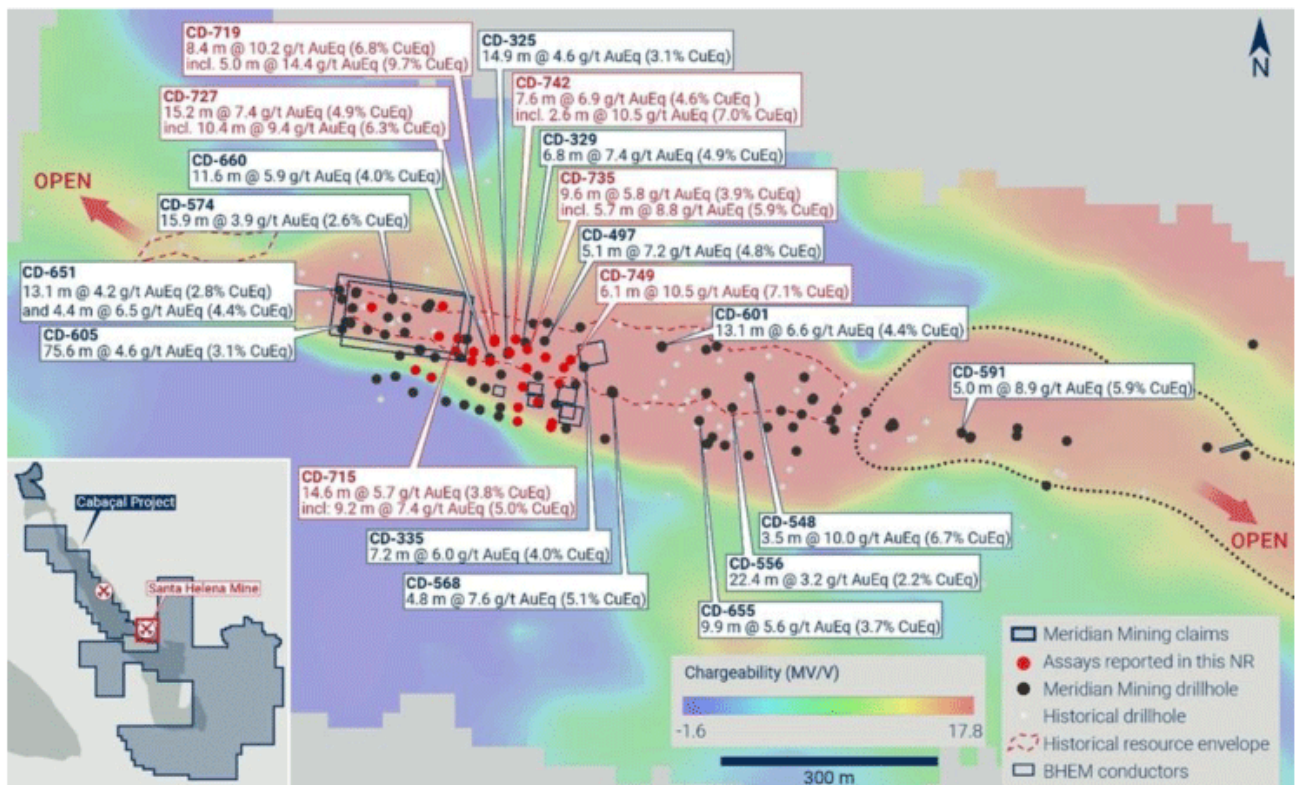 CD-719
8.4 m @ 10.2 g/t AuEq (6.8% CuEq)
incl. 5.0 m @ 14.4 g/t AuEq (9.7% CuEq)
CD-325
14.9 m @ 4.6 g/t AuEq (3.1% CuEq)
N
CD-727
15.2 m @ 7.4 g/t AuEq (4.9% CuEq)
incl. 10.4 m @ 9.4 g/t AuEq (6.3% CuEq)
CD-742
7.6 m @ 6.9 g/t AuEq (4.6% CuEq )
incl. 2.6 m @ 10.5 g/t AuEq (7.0% CuEq)
CD-660
11.6 m @ 5.9 g/t AuEq (4.0% CuEq)
CD-329
6.8 m @ 7.4 g/t AuEq (4.9% CuEq)
OPEN
CD-574
15.9 m @ 3.9 g/t AuEq (2.6% CuEq)
CD-735
9.6 m @ 5.8 g/t AuEq (3.9% CuEq)
incl. 5.7 m @ 8.8 g/t AuEq (5.9% CuEq)
CD-497
5.1 m @ 7.2 g/t AuEq (4.8% CuEq)
CD-651
13.1 m @ 4.2 g/t AuEq (2.8% CuEq)
and 4.4 m @ 6.5 g/t AuEq (4.4% CuEq)
CD-749
6.1 m @ 10.5 g/t AuEq (7.1% CuEq)
CD-605
75.6 m @ 4.6 g/t AuEq (3.1% CuEq)
CD-601
13.1 m @ 6.6 g/t AuEq (4.4% CuEq)
CD-591
5.0 m @ 8.9 g/t AuEq (5.9% CuEq)
CD-715
14.6 m @ 5.7 g/t AuEq (3.8% CuEq)
incl: 9.2 m @ 7.4 g/t AuEq (5.0% CuEq)
CD-335
7.2 m @ 6.0 g/t AuEq (4.0% CuEq)
CD-568
4.8 m @ 7.6 g/t AuEq (5.1% CuEq)
CD-548
3.5 m @ 10.0 g/t AuEq (6.7% CuEq)
OPEN
CD-556
22.4 m @ 3.2 g/t AuEq (2.2% CuEq)
CD-655
9.9 m @ 5.6 g/t AuEq (3.7% CuEq)
Cabaçal Project
Santa Helena Mine
Chargeability (MV/V)
-1.6 17.8
300 m
Meridian Mining claims
Assays reported in this NR
Meridian Mining drillhole
Historical drillhole
Historical resource envelope
BHEM conductors